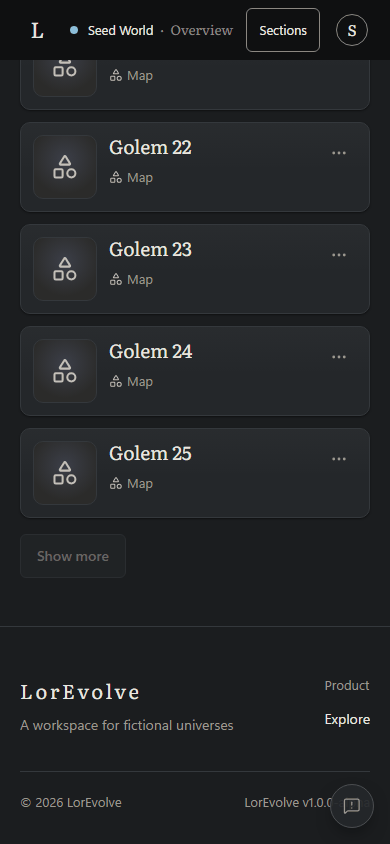 L
Seed World · Overview
Sections
S
Map
Golem 22
Map
Golem 23
Map
Golem 24
Map
Golem 25
Map
Show more
LorEvolve
A workspace for fictional universes
Product
Explore
© 2026 LorEvolve
LorEvolve v1.0.0